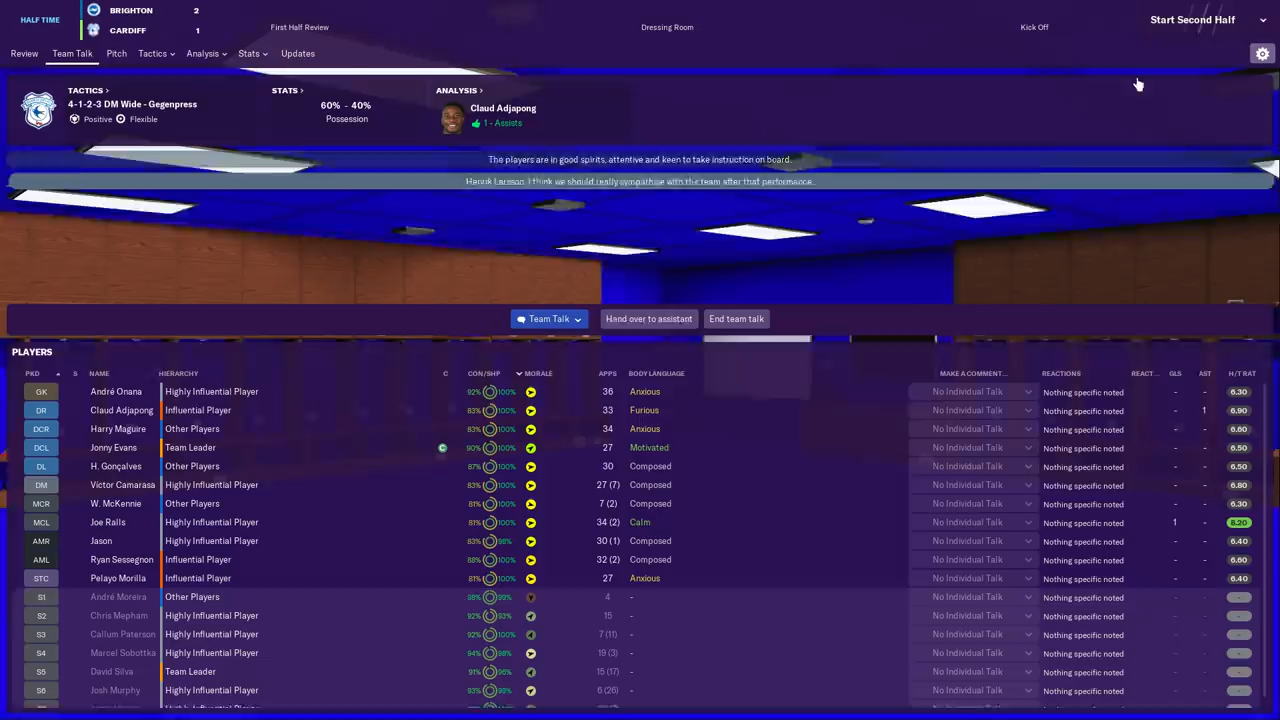 HALF TIME
BRIGHTON 2
CARDIFF 1
First Half Review Dressing Room Kick Off
Start Second Half
Review Team Talk Pitch Tactics Analysis Stats Updates
TACTICS
4-1-2-3 DM Wide - Gegenpress
Positive Flexible
STATS
60% - 40%
Possession
ANALYSIS
Claud Adjapong
1 - Assists
The players are in good spirits, attentive and keen to take instruction on board.
Henrik Larsson: I think we should really sympathise with the team after that performance.
Team Talk Hand over to assistant End team talk
PLAYERS
PKD S NAME HIERARCHY C CON/SHP MORALE APPS BODY LANGUAGE MAKE A COMMENT... REACTIONS REACT... GLS AST H/T RAT
GK André Onana Highly Influential Player 92% 100% 36 Anxious No Individual Talk Nothing specific noted - - 6.30
DR Claud Adjapong Influential Player 83% 100% 33 Furious No Individual Talk Nothing specific noted - 1 6.90
DCR Harry Maguire Other Players 83% 100% 34 Anxious No Individual Talk Nothing specific noted - - 6.60
DCL Jonny Evans Team Leader C 90% 100% 27 Motivated No Individual Talk Nothing specific noted - - 6.50
DL H. Gonçalves Other Players 87% 100% 30 Composed No Individual Talk Nothing specific noted - - 6.50
DM Víctor Camarasa Highly Influential Player 83% 100% 27 (7) Composed No Individual Talk Nothing specific noted - - 6.80
MCR W. McKennie Other Players 81% 100% 7 (2) Composed No Individual Talk Nothing specific noted - - 6.30
MCL Joe Ralls Highly Influential Player 81% 100% 34 (2) Calm No Individual Talk Nothing specific noted 1 - 8.20
AMR Jason Highly Influential Player 83% 98% 30 (1) Composed No Individual Talk Nothing specific noted - - 6.40
AML Ryan Sessegnon Influential Player 88% 100% 32 (2) Composed No Individual Talk Nothing specific noted - - 6.60
STC Pelayo Morilla Influential Player 81% 100% 27 Anxious No Individual Talk Nothing specific noted - - 6.40
S1 André Moreira Other Players 98% 99% 4 - No Individual Talk Nothing specific noted - - -
S2 Chris Mepham Highly Influential Player 92% 93% 15 - No Individual Talk Nothing specific noted - - -
S3 Callum Paterson Highly Influential Player 92% 100% 7 (11) - No Individual Talk Nothing specific noted - - -
S4 Marcel Sobottka Highly Influential Player 94% 98% 19 (3) - No Individual Talk Nothing specific noted - - -
S5 David Silva Team Leader 91% 96% 15 (17) - No Individual Talk Nothing specific noted - - -
S6 Josh Murphy Highly Influential Player 93% 99% 6 (26) - No Individual Talk Nothing specific noted - - -